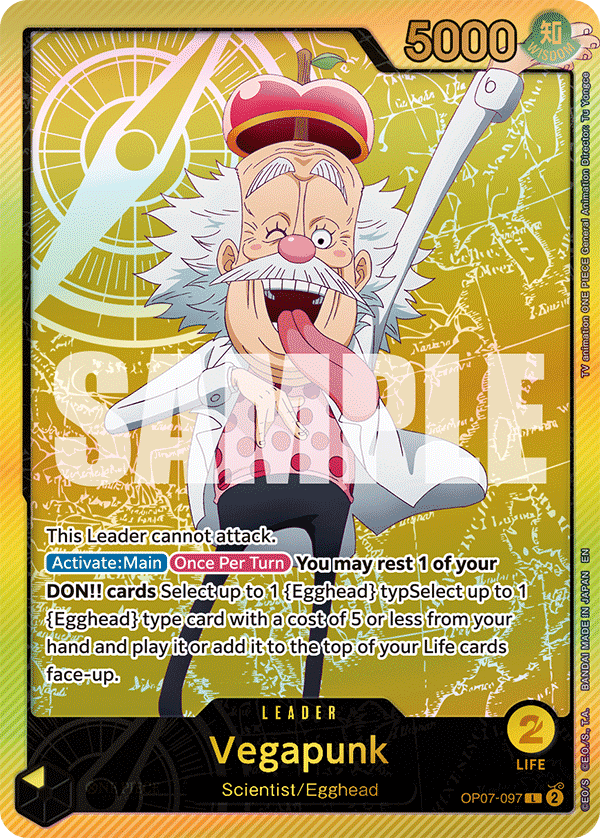 5000
知
WISDOM
SAMPLE
This Leader cannot attack.
Activate:Main Once Per Turn You may rest 1 of your
DON!! cards Select up to 1 {Egghead} typSelect up to 1
{Egghead} type card with a cost of 5 or less from your
hand and play it or add it to the top of your Life cards
face-up.
LEADER
2
Vegapunk
LIFE
Scientist/Egghead
ONE PIECE
OP07-097 L 2
TV animation ONE PIECE General Animation Director: Tu Yongce
BANDAI MADE IN JAPAN EN
©E.O./S., T.A.
©EO/S